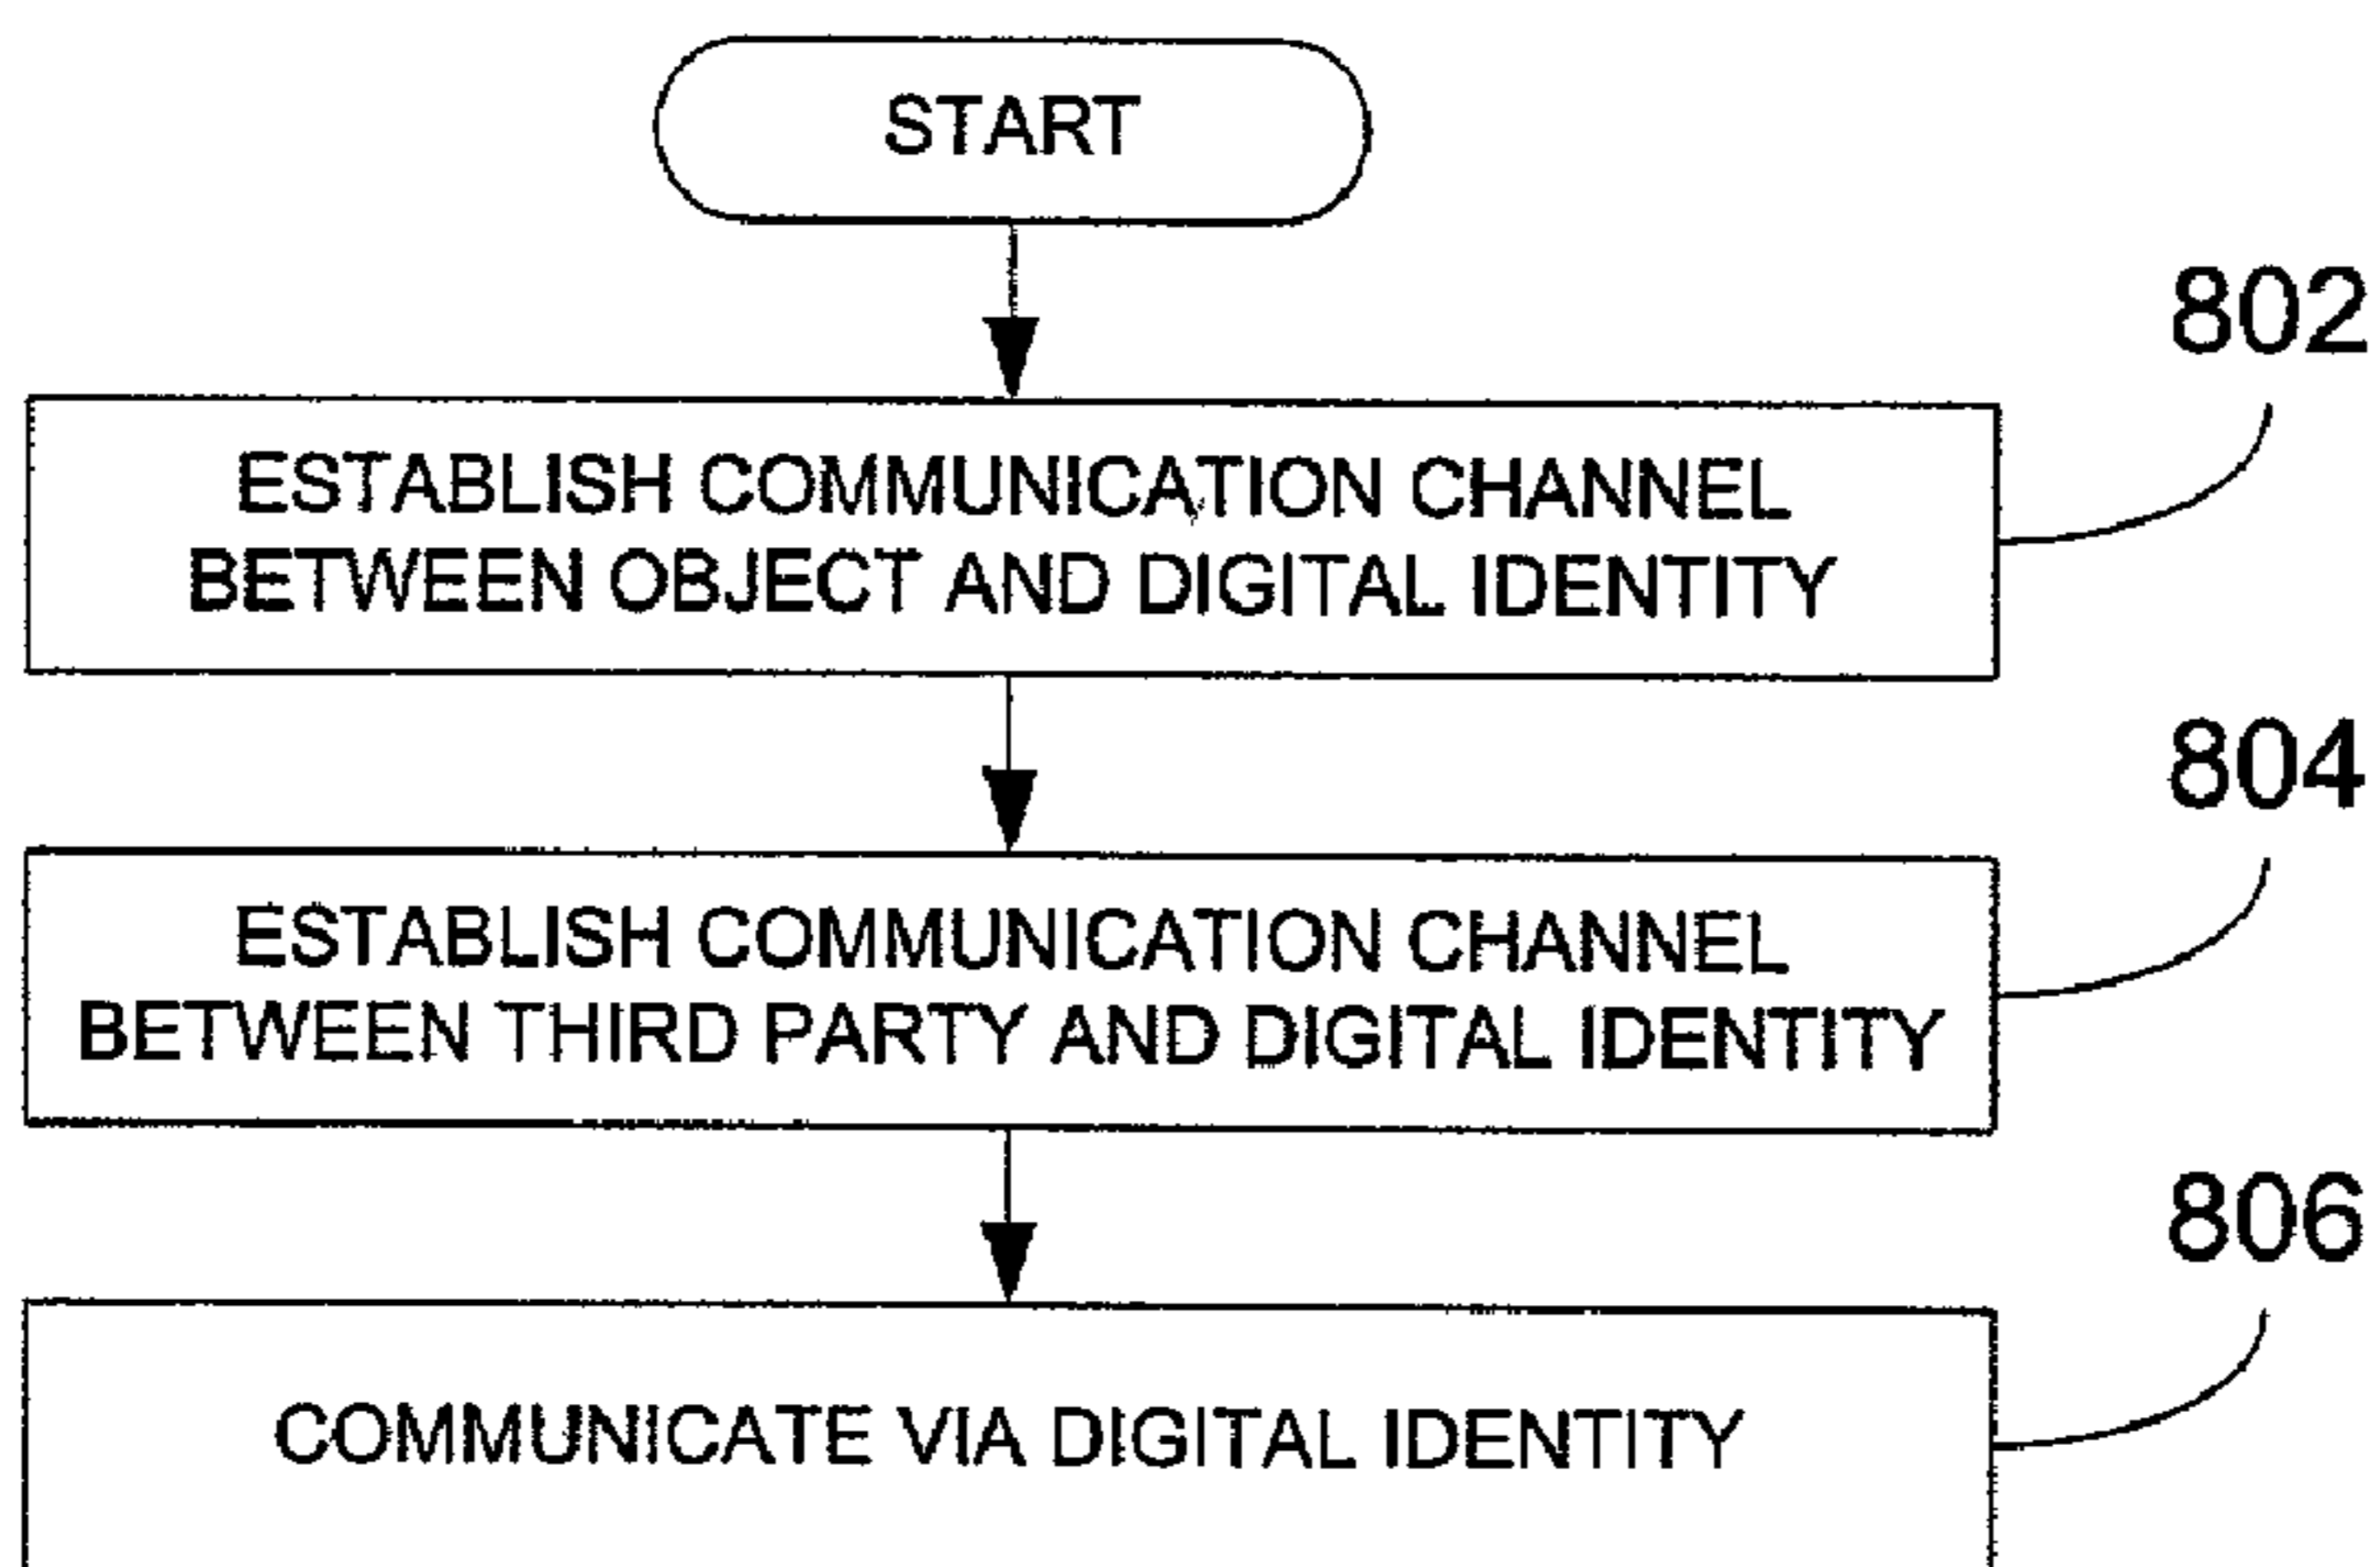 START
802
ESTABLISH COMMUNICATION CHANNEL
BETWEEN OBJECT AND DIGITAL IDENTITY
804
ESTABLISH COMMUNICATION CHANNEL
BETWEEN THIRD PARTY AND DIGITAL IDENTITY
806
COMMUNICATE VIA DIGITAL IDENTITY